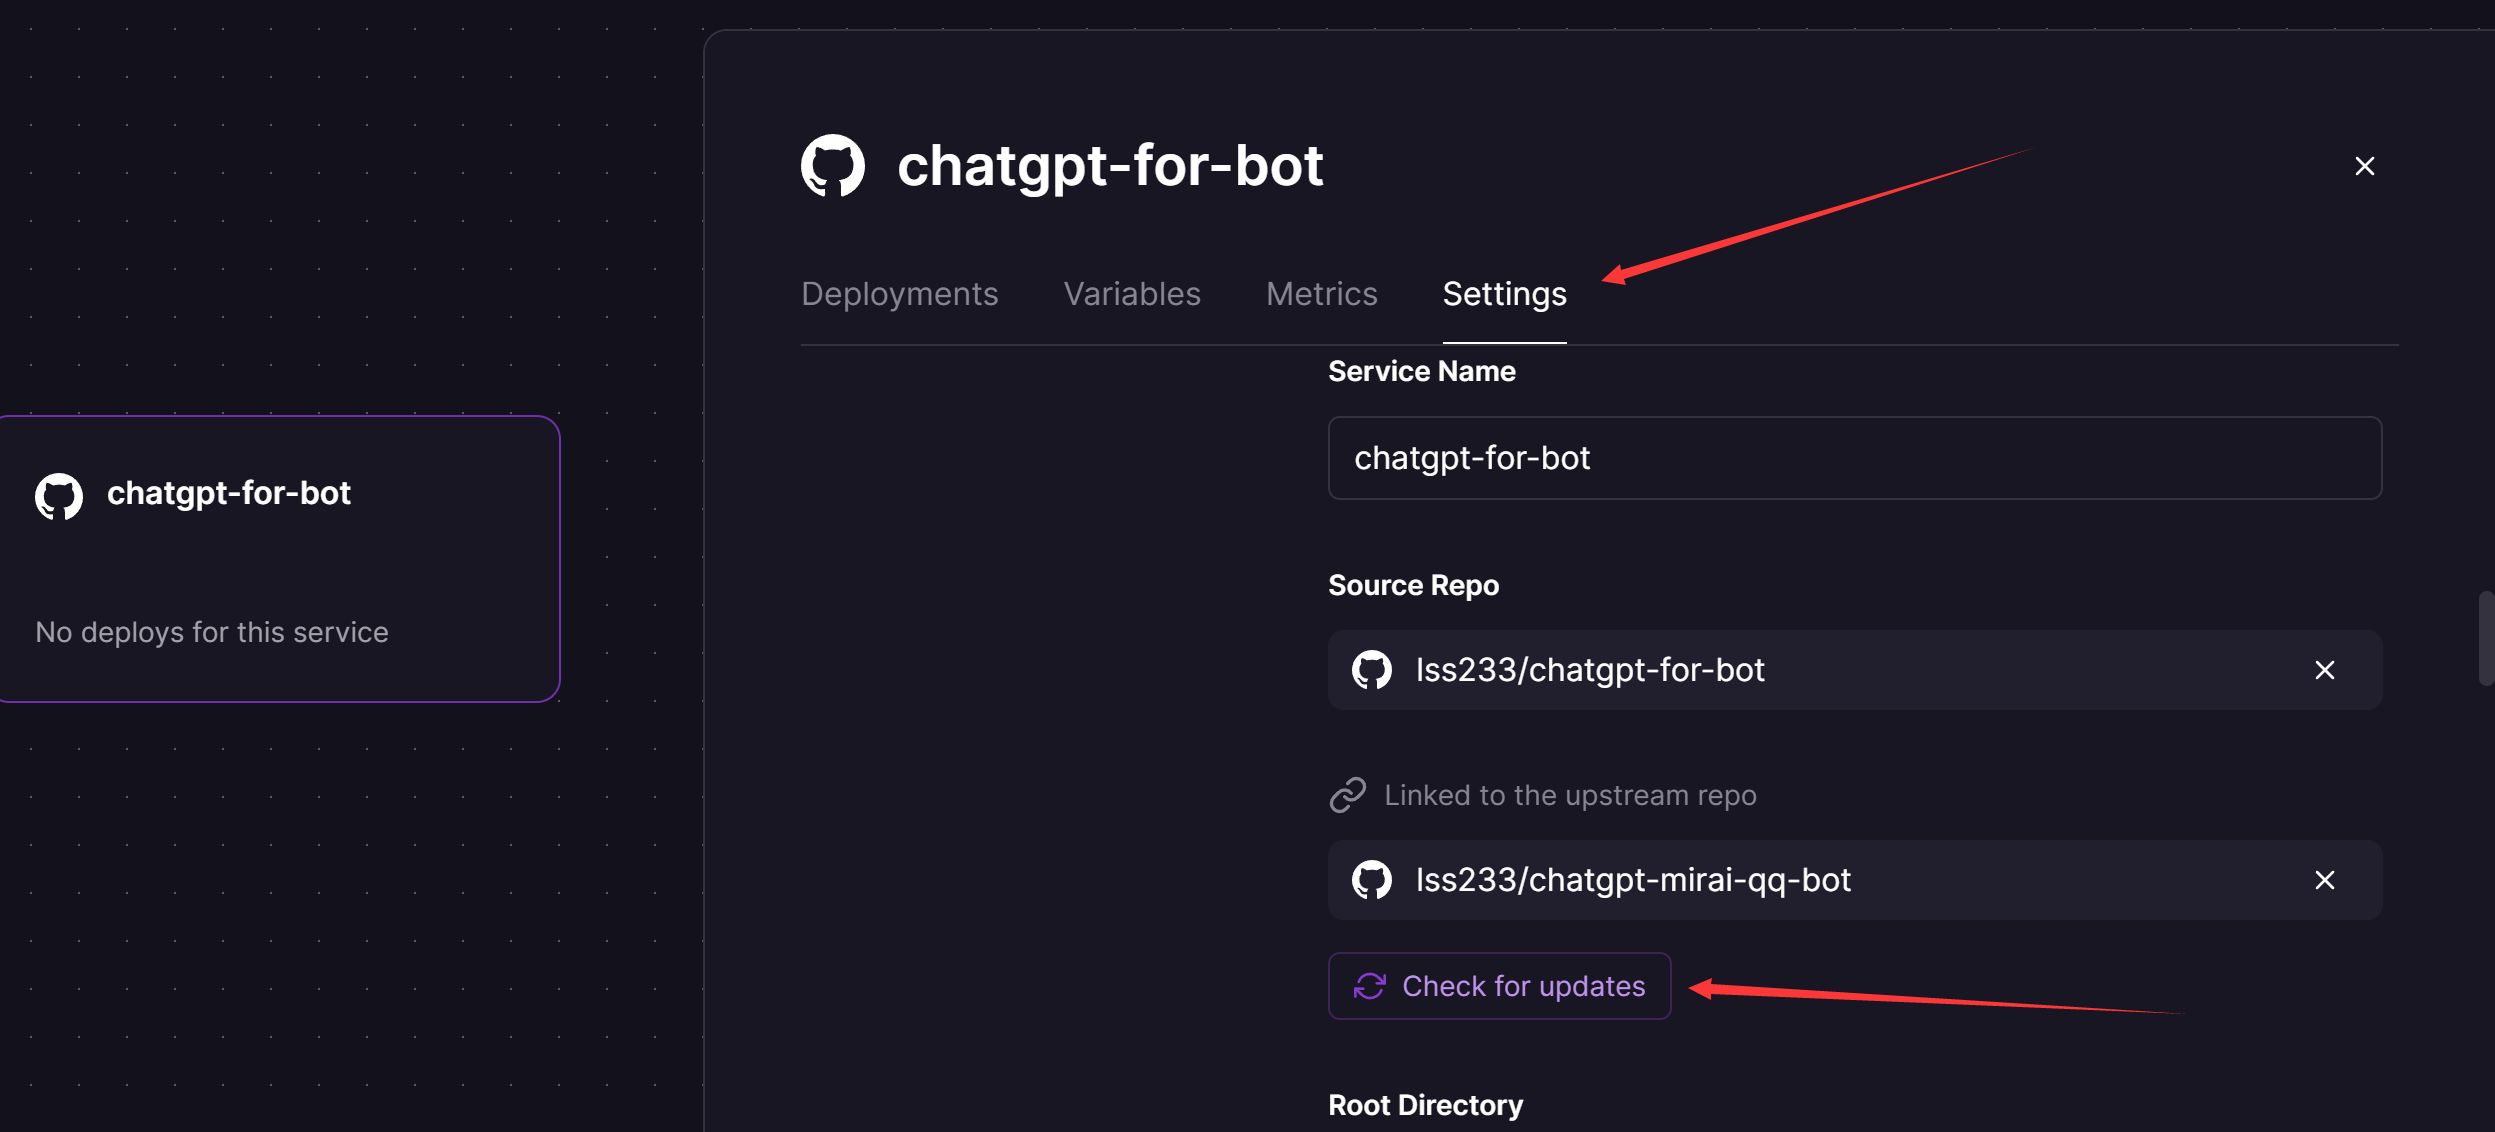 chatgpt-for-bot
No deploys for this service
chatgpt-for-bot
Deployments Variables Metrics Settings
Service Name
chatgpt-for-bot
Source Repo
lss233/chatgpt-for-bot
Linked to the upstream repo
lss233/chatgpt-mirai-qq-bot
Check for updates
Root Directory